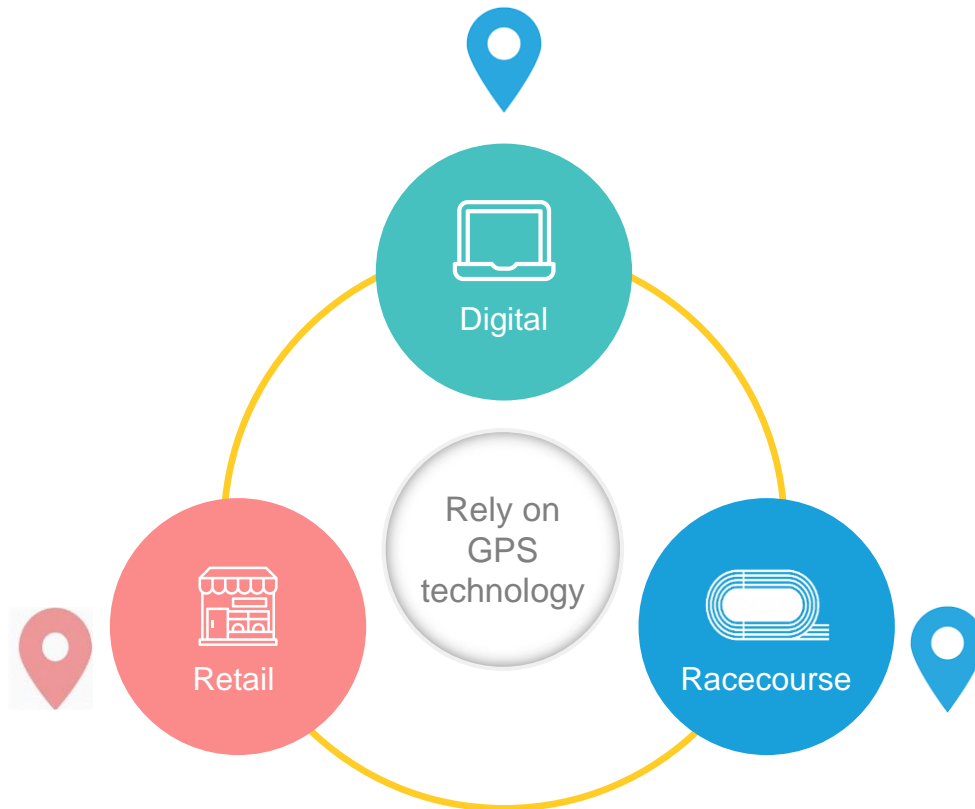 Digital
Rely on
GPS
technology
Retail
Racecourse